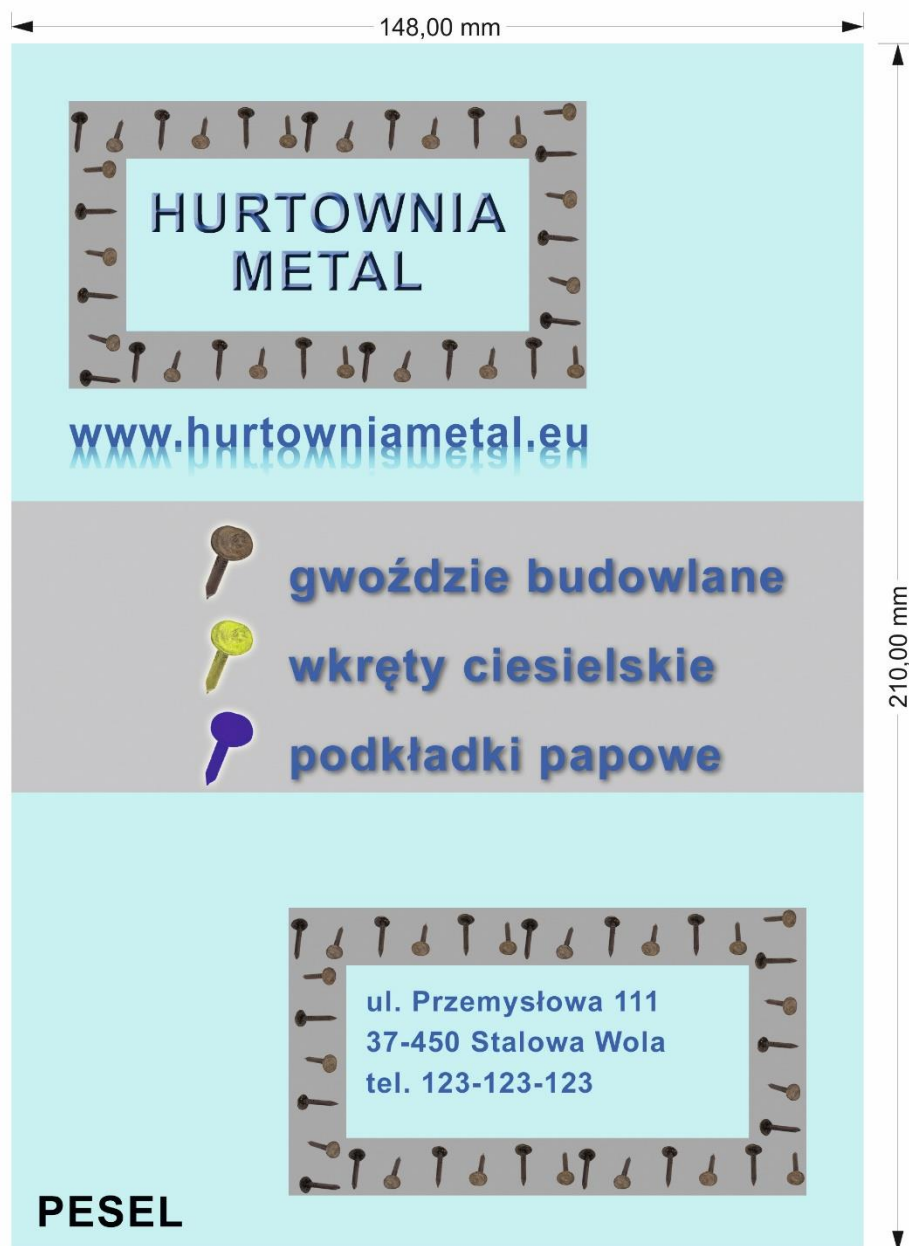 148,00 mm
HURTOWNIA
METAL
www.hurtowniametal.eu
gwoździe budowlane
wkręty ciesielskie
podkładki papowe
210,00 mm
ul. Przemysłowa 111
37-450 Stalowa Wola
tel. 123-123-123
PESEL